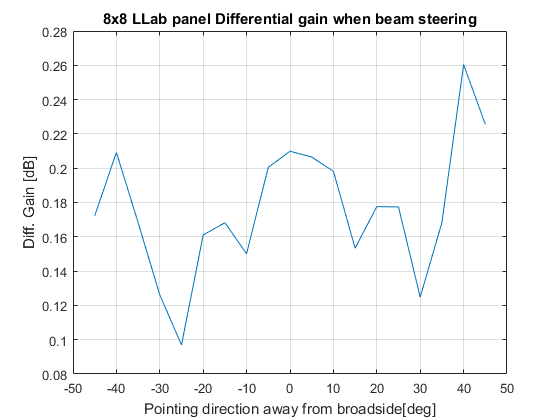 8x8 LLab panel Differential gain when beam steering
0.28
0.26
0.24
0.22
0.2
0.18
0.16
0.14
0.12
0.1
0.08
Diff. Gain [dB]
-50 -40 -30 -20 -10 0 10 20 30 40 50
Pointing direction away from broadside[deg]